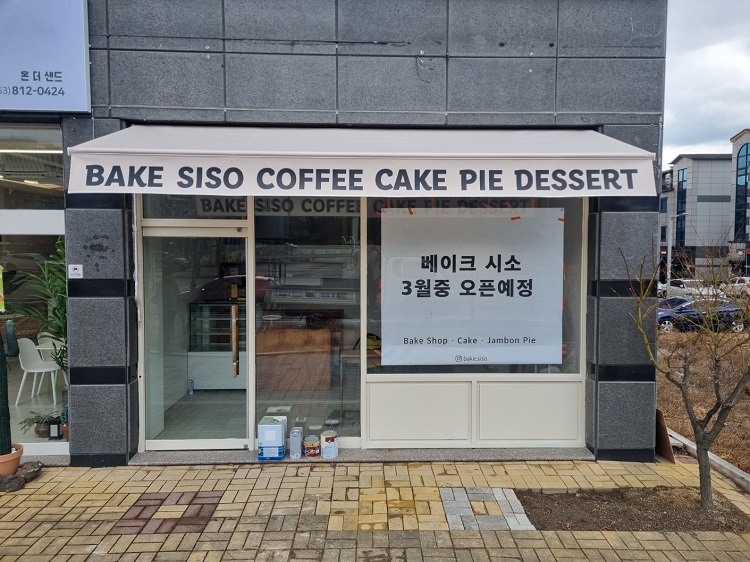 온 더 샌드
53)812-0424
BAKE SISO COFFEE CAKE PIE DESSERT
BAKE SISO COFFEE CAKE PIE DESSERT
베이크 시소
3월중 오픈예정
Bake Shop · Cake · Jambon Pie
bake.siso